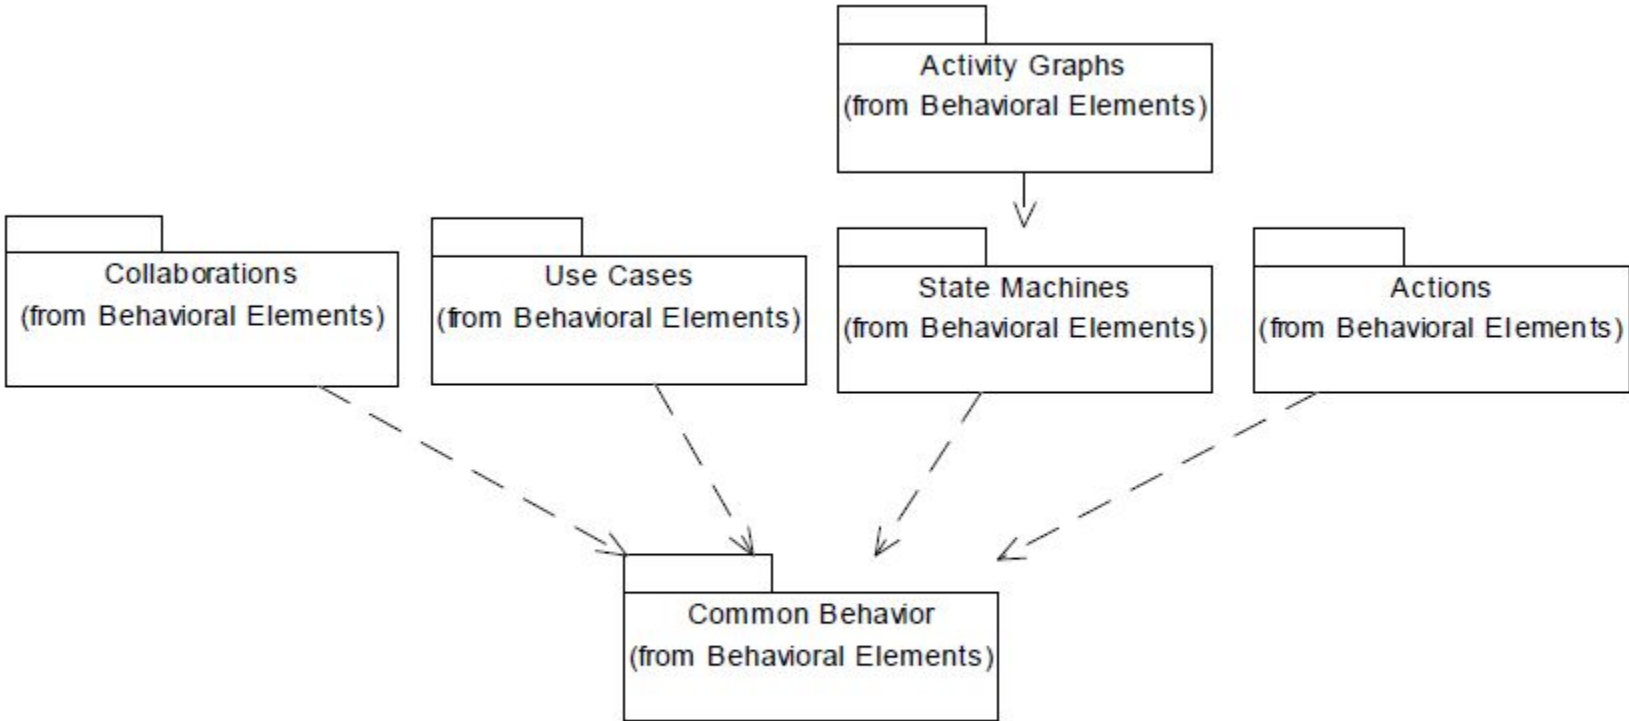 Activity Graphs
(from Behavioral Elements)
Collaborations
(from Behavioral Elements)
Use Cases
(from Behavioral Elements)
State Machines
(from Behavioral Elements)
Actions
(from Behavioral Elements)
Common Behavior
(from Behavioral Elements)